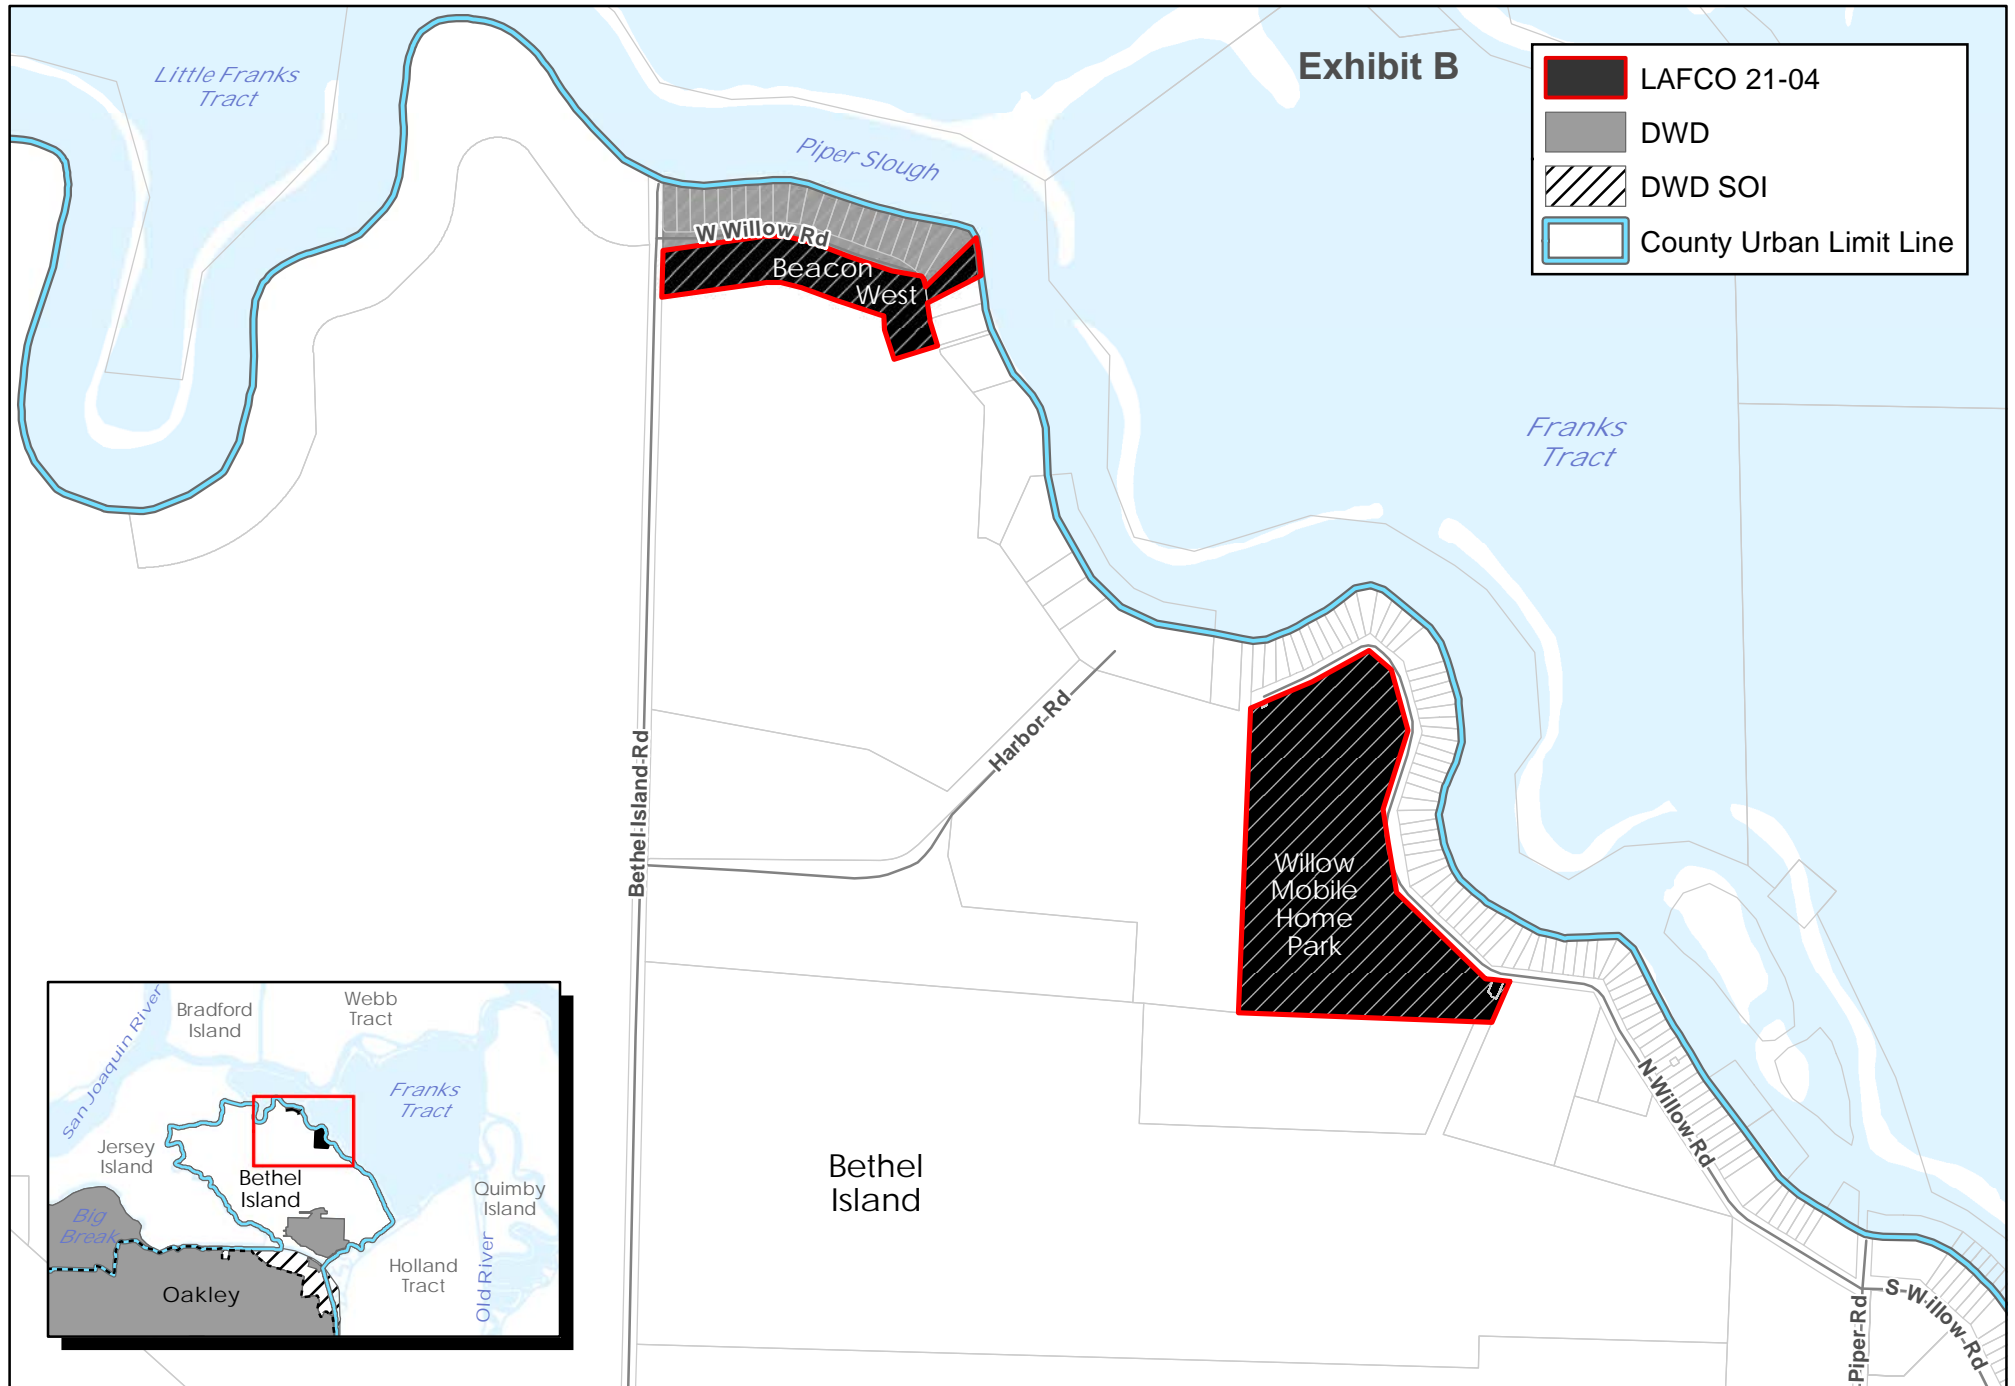 Exhibit B
LAFCO 21-04
DWD
DWD SOI
County Urban Limit Line
Little Franks
Tract
Piper Slough
W Willow Rd
Beacon
West
Franks
Tract
Harbor-Rd
Bethel-Island-Rd
Willow
Mobile
Home
Park
N-Willow-Rd
Bethel
Island
S-Willow-Rd
Piper-Rd
San Joaquin River
Bradford
Island
Webb
Tract
Franks
Tract
Jersey
Island
Bethel
Island
Quimby
Island
Big
Break
Holland
Tract
Old River
Oakley